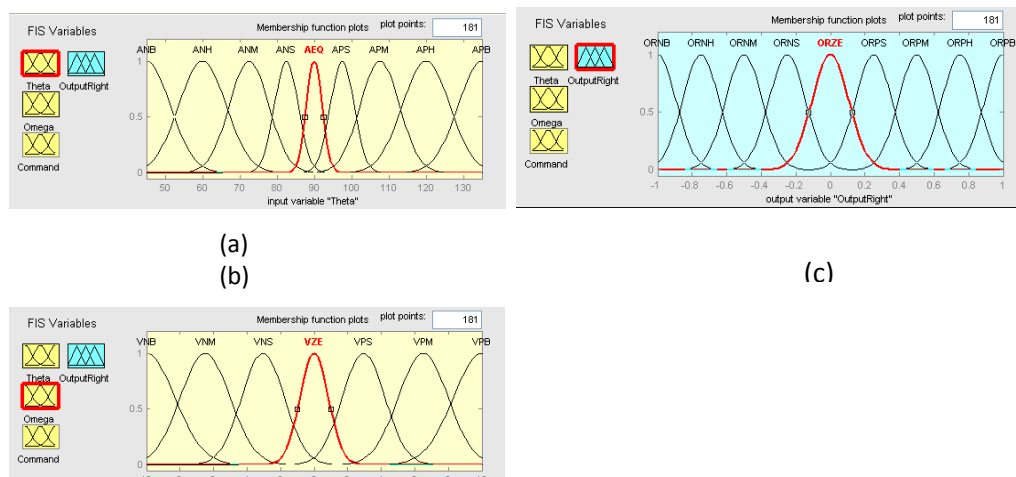 FIS Variables
Membership function plots plot points: 181
ANB ANH ANM ANS AEQ APS APM APH APB
1
0.5
0
50 60 70 80 90 100 110 120 130
input variable "Theta"
Theta OutputRight
Omega
Command
FIS Variables
Membership function plots plot points: 181
ORNB ORNH ORNM ORNS ORZE ORPS ORPM ORPH ORPB
1
0.5
0
-1 -0.8 -0.6 -0.4 -0.2 0 0.2 0.4 0.6 0.8 1
output variable "OutputRight"
Theta OutputRight
Omega
Command
(a)
(b)
(c)
FIS Variables
Membership function plots plot points: 181
VNB VNM VNS VZE VPS VPM VPB
1
0.5
0
Theta OutputRight
Omega
Command